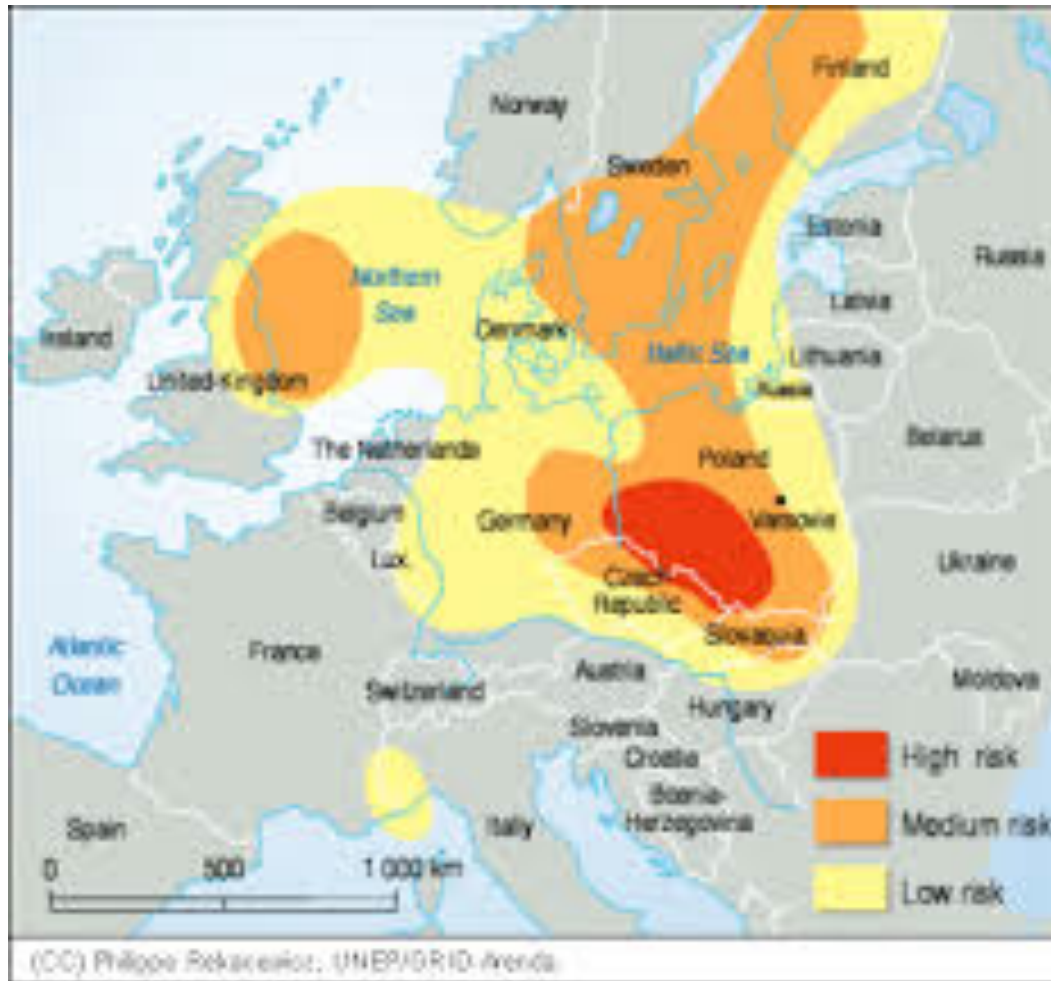 Finland
Norway
Sweden
Estonia
Russia
Northern
Sea
Latvia
Ireland
Denmark
Baltic Sea
Lithuania
United-Kingdom
Russia
Belarus
The Netherlands
Poland
Belgium
Germany
Varsovie
Lux.
Czech
Republic
Ukraine
Slovaquia
Atlantic
Ocean
France
Switzerland
Austria
Moldova
Hungary
Slovenia
Croatia
Bosnia-
Herzegovina
Spain
Italy
High risk
Medium risk
Low risk
0 500 1 000 km
(CC) Philippe Rekacewicz, UNEP/GRID-Arendal